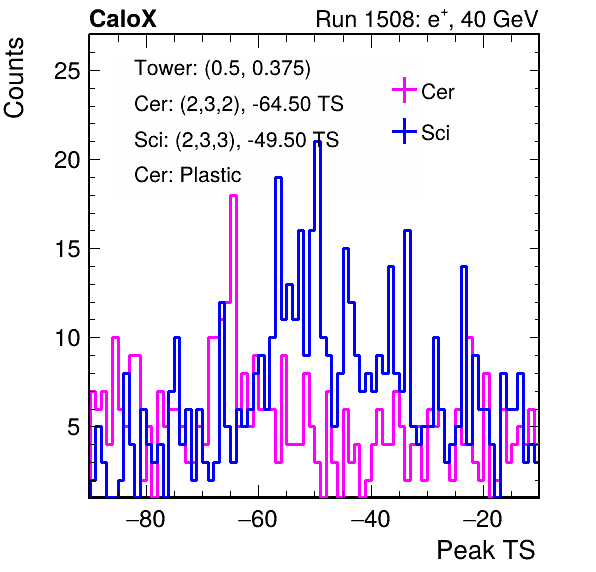 CaloX Run 1508: e⁺, 40 GeV
Counts
Tower: (0.5, 0.375)
Cer: (2,3,2), -64.50 TS
Sci: (2,3,3), -49.50 TS
Cer: Plastic
Cer
Sci
25
20
15
10
5
−80 −60 −40 −20
Peak TS